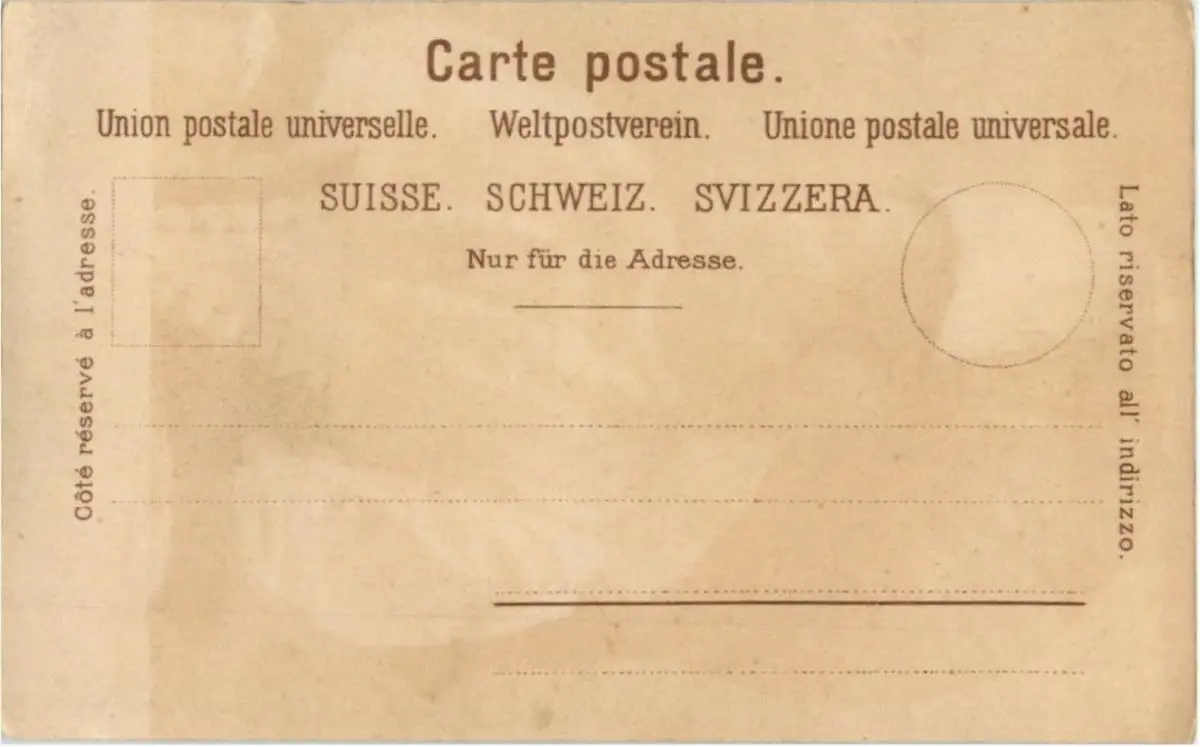 Carte postale.
Union postale universelle. Weltpostverein. Unione postale universale.
SUISSE. SCHWEIZ. SVIZZERA.
Nur für die Adresse.
Côté réservé à l'adresse.
Lato riservato all' indirizzo.